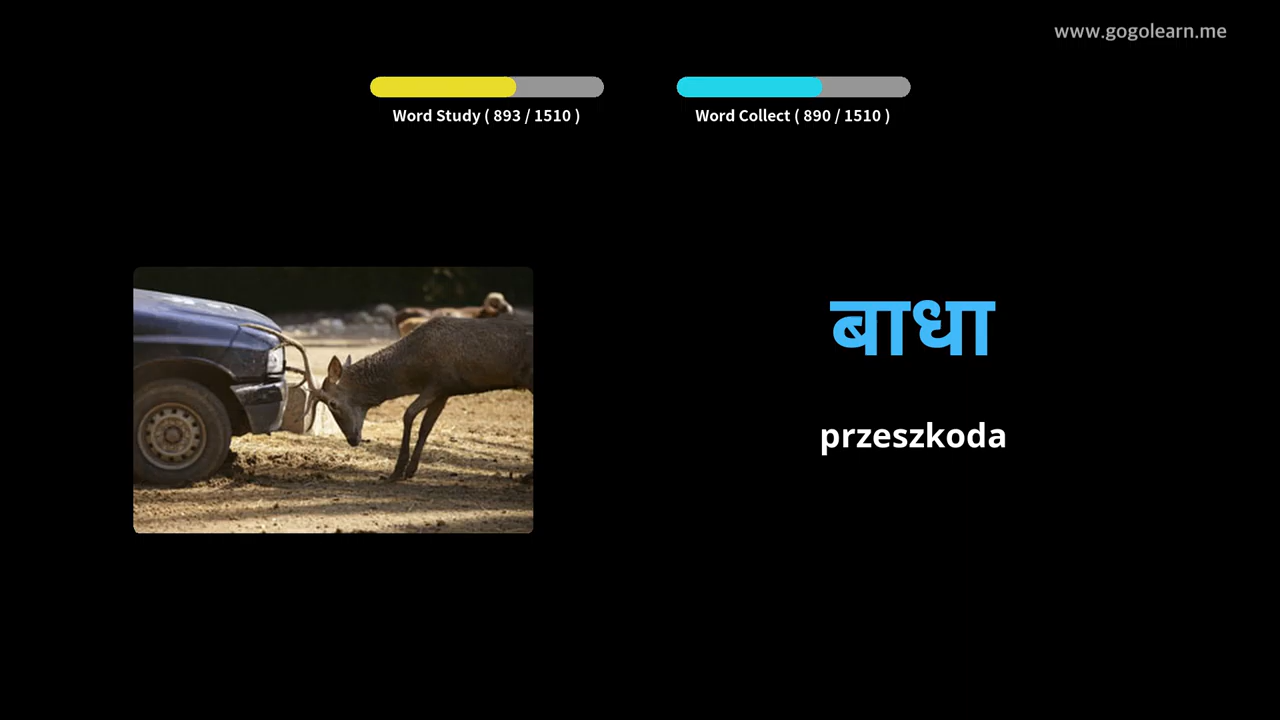 www.gogolearn.me
Word Study ( 893 / 1510 )
Word Collect ( 890 / 1510 )
बाधा
przeszkoda